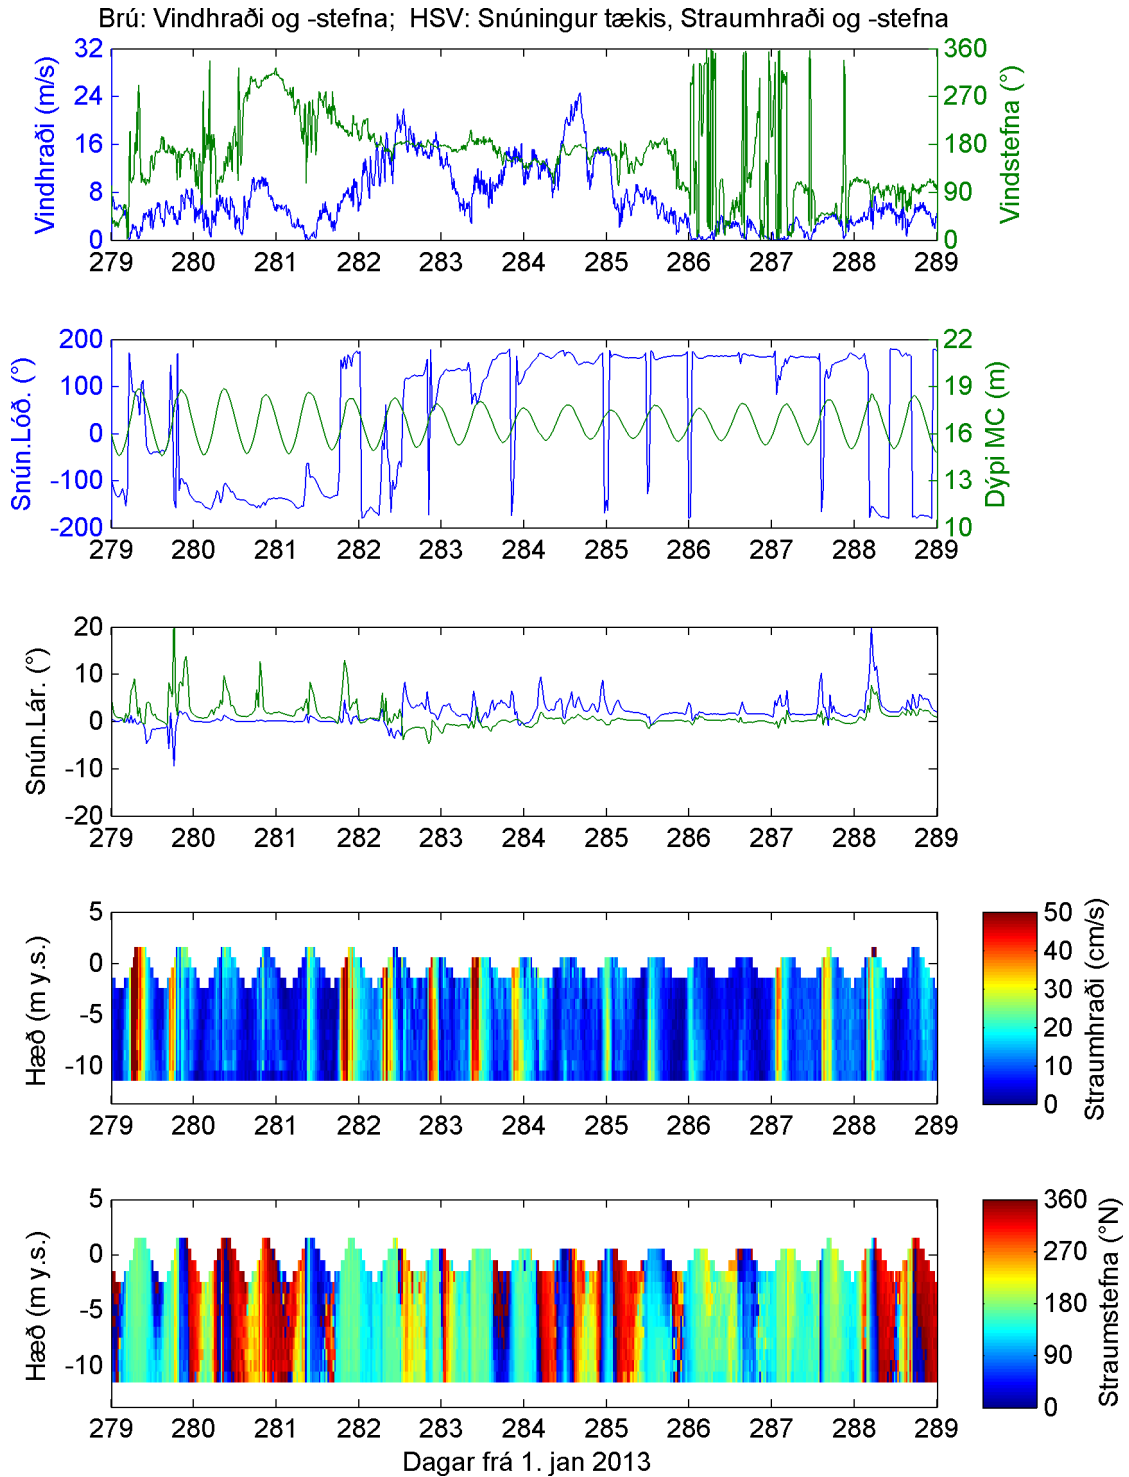 Brú: Vindhraði og -stefna;  HSV: Snúningur tækis, Straumhraði og -stefna
Vindhraði (m/s)
32
24
16
8
0
360
270
180
90
0
Vindstefna (°)
279 280 281 282 283 284 285 286 287 288 289
Snún.Lóð. (°)
200
100
0
-100
-200
22
19
16
13
10
Dýpi MC (m)
279 280 281 282 283 284 285 286 287 288 289
Snún.Lár. (°)
20
10
0
-10
-20
279 280 281 282 283 284 285 286 287 288 289
Hæð (m y.s.)
5
0
-5
-10
279 280 281 282 283 284 285 286 287 288 289
50
40
30
20
10
0
Straumhraði (cm/s)
Hæð (m y.s.)
5
0
-5
-10
279 280 281 282 283 284 285 286 287 288 289
360
270
180
90
0
Straumstefna (°N)
Dagar frá 1. jan 2013